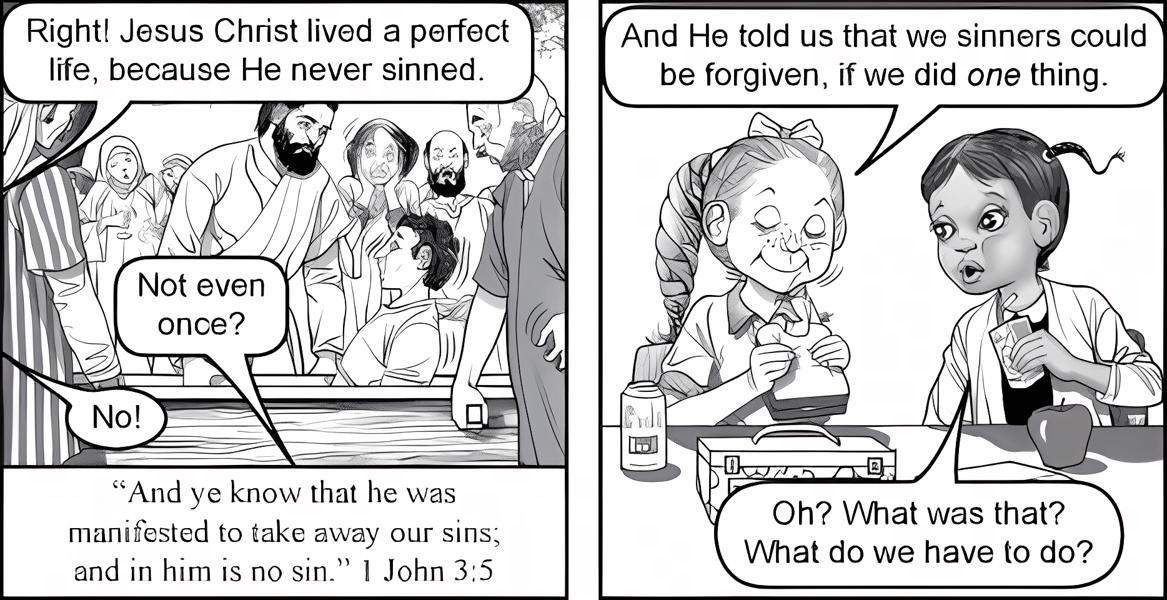 Right! Jesus Christ lived a perfect
life, because He never sinned.
Not even
once?
No!
“And ye know that he was
manifested to take away our sins;
and in him is no sin.” 1 John 3:5
And He told us that we sinners could
be forgiven, if we did one thing.
Oh? What was that?
What do we have to do?